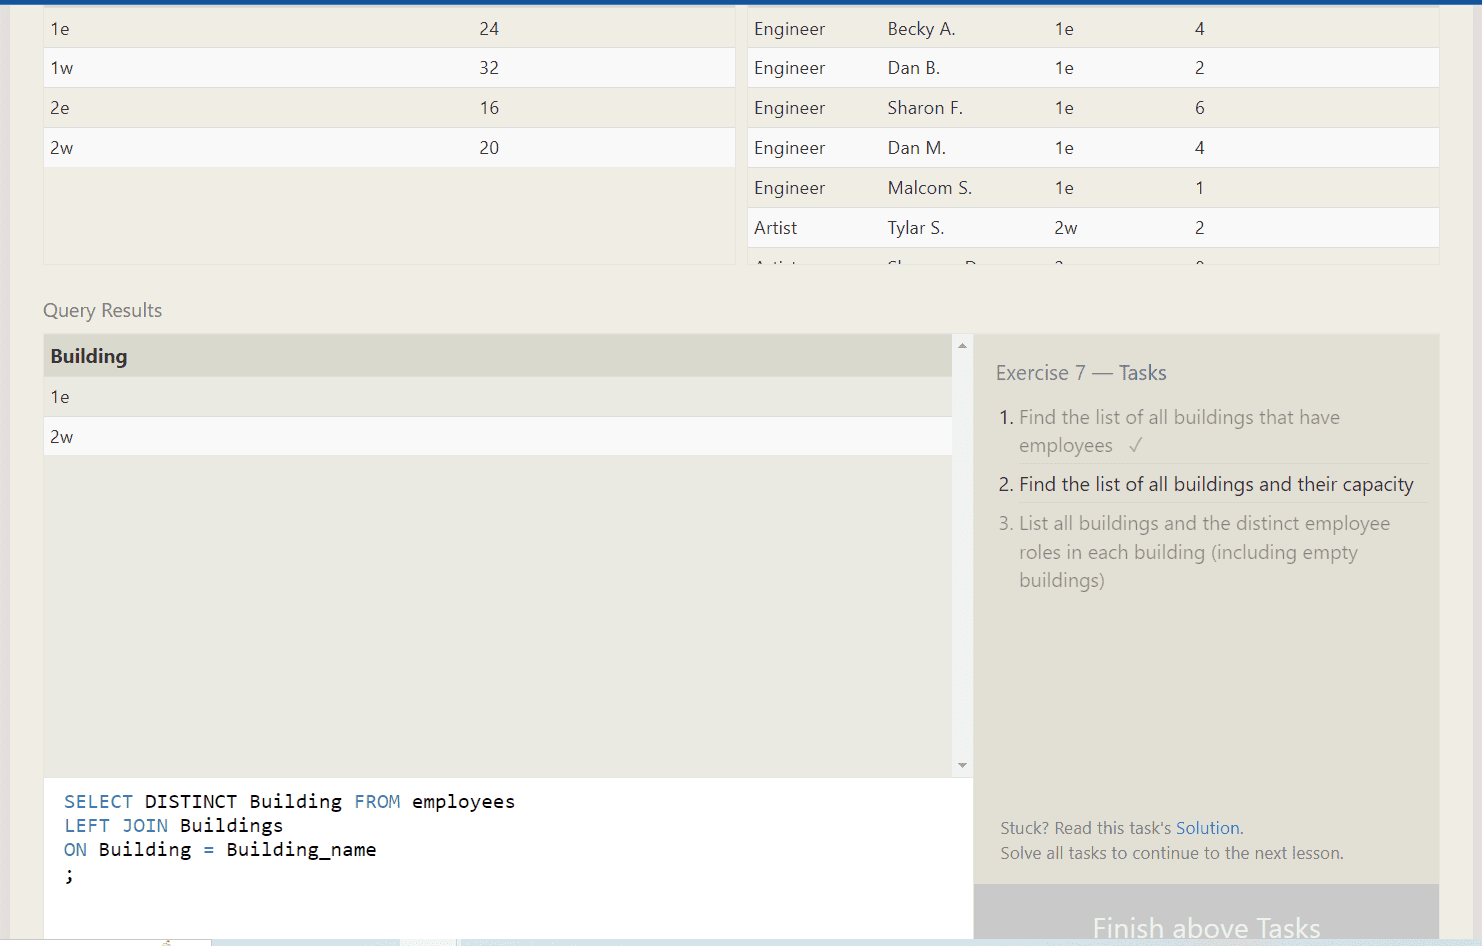 1e 24
1w 32
2e 16
2w 20
Engineer Becky A. 1e 4
Engineer Dan B. 1e 2
Engineer Sharon F. 1e 6
Engineer Dan M. 1e 4
Engineer Malcom S. 1e 1
Artist Tylar S. 2w 2
Query Results
Building
1e
2w
Exercise 7 — Tasks
1. Find the list of all buildings that have
employees ✓
2. Find the list of all buildings and their capacity
3. List all buildings and the distinct employee
roles in each building (including empty
buildings)
SELECT DISTINCT Building FROM employees
LEFT JOIN Buildings
ON Building = Building_name
;
Stuck? Read this task's Solution.
Solve all tasks to continue to the next lesson.
Finish above Tasks